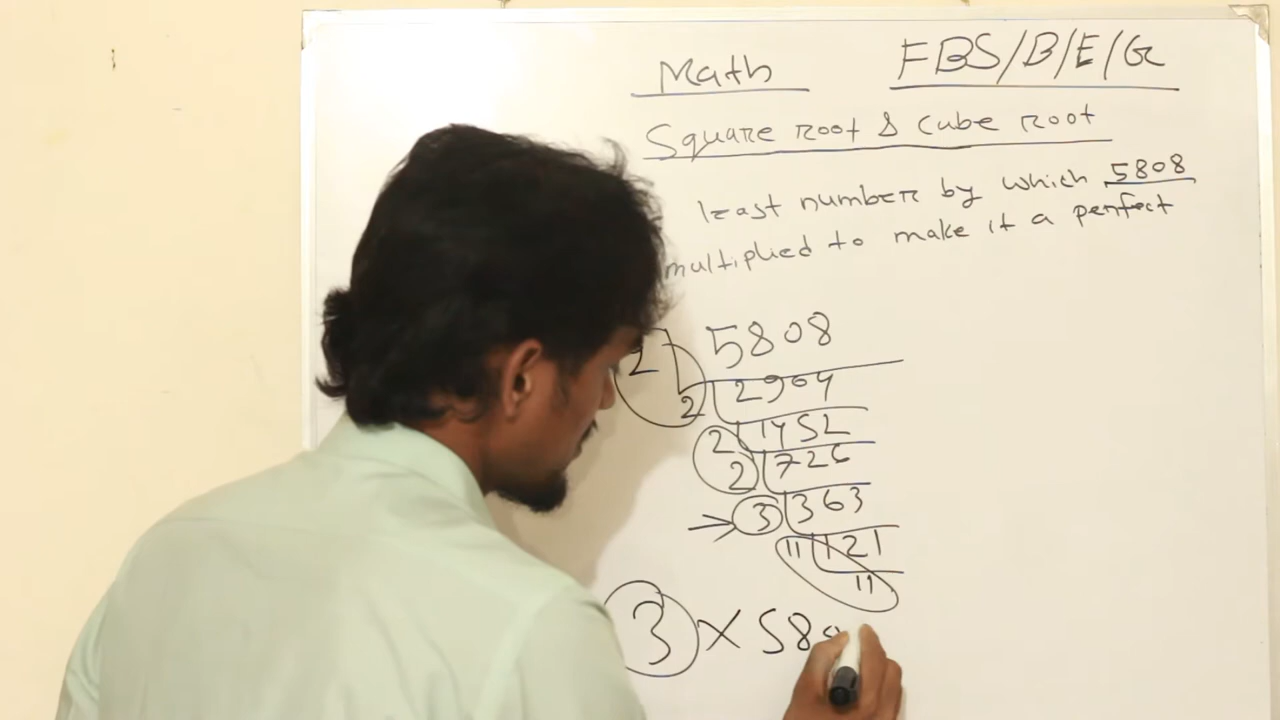 Math FBS/B/E/G
Square root & cube root
least number by which 5808
multiplied to make it a perfect
2 5808
2 2904
2 1452
2 726
3 363
11 121
11
3 × 580